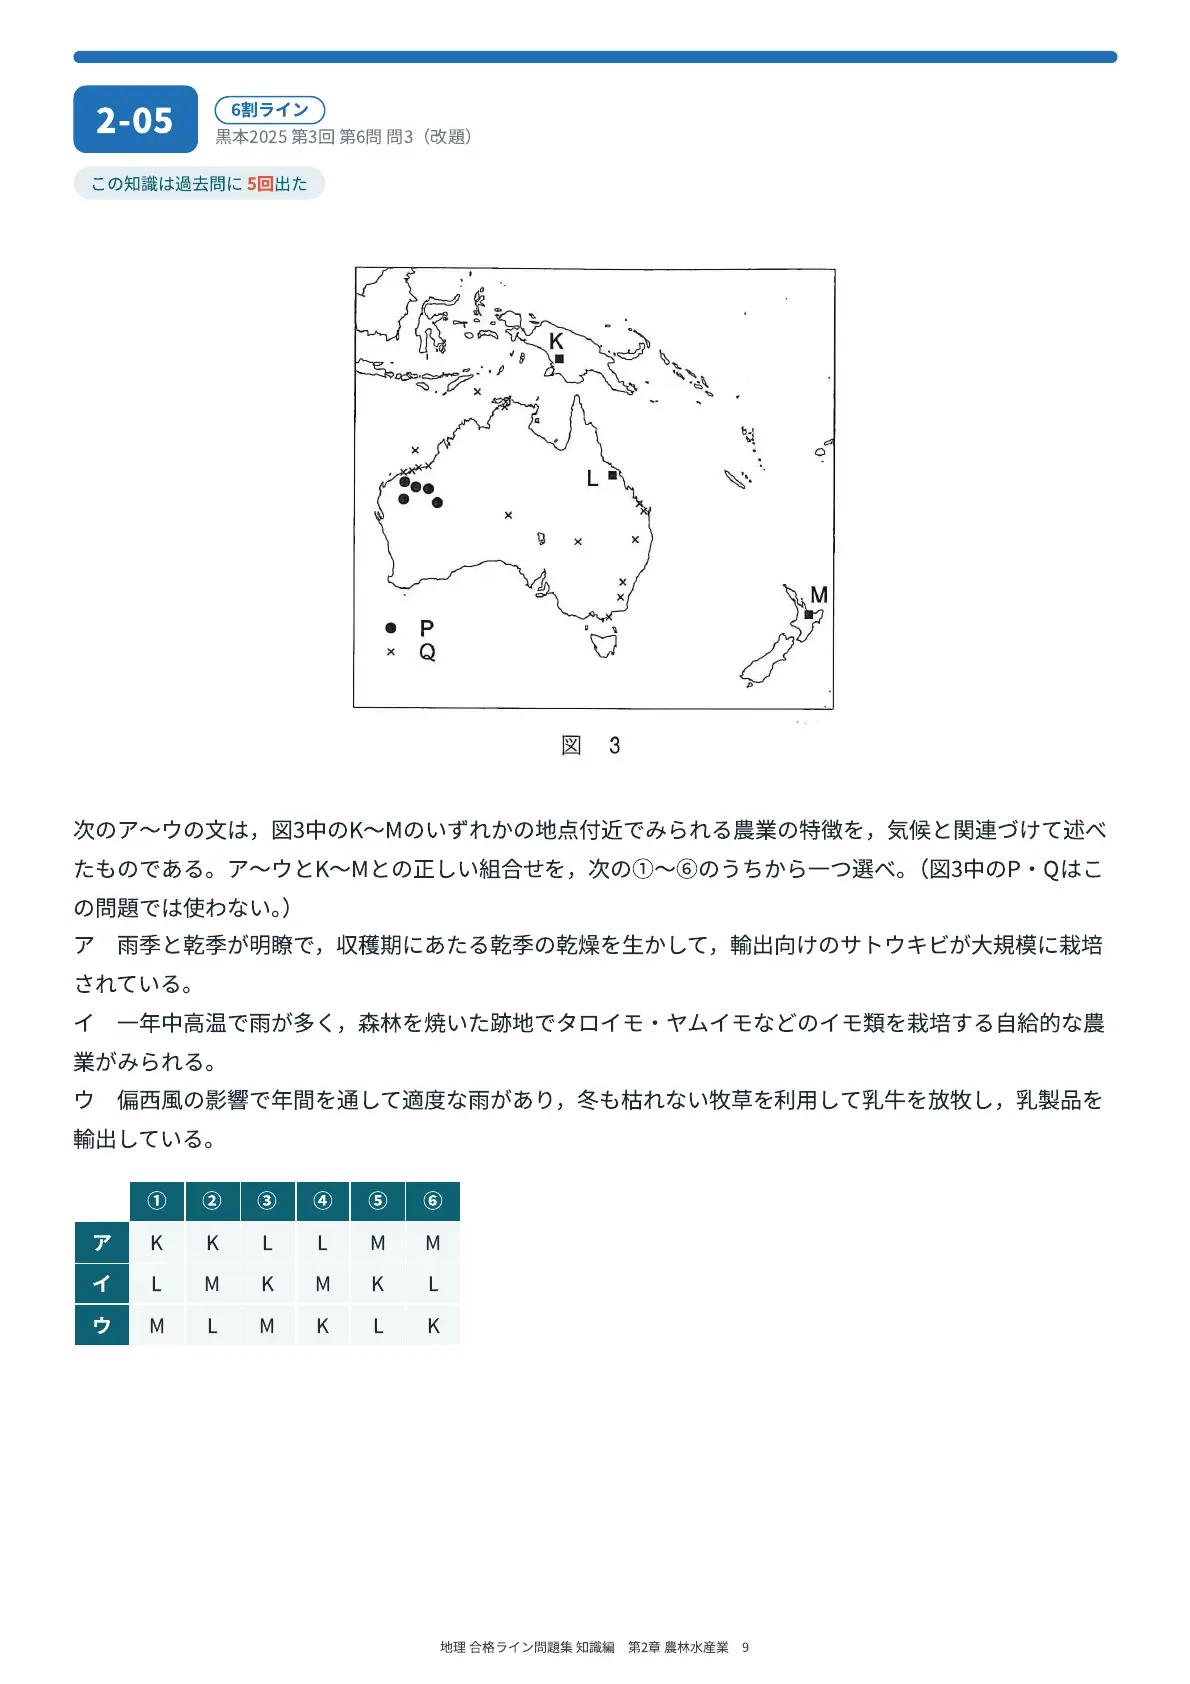 2-05
6割ライン
黒本2025 第3回 第6問 問3（改題）
この知識は過去問に 5回出た
K
L
M
P
Q
図 3
次のア～ウの文は，図3中のK～Mのいずれかの地点付近でみられる農業の特徴を，気候と関連づけて述べ
たものである。ア～ウとK～Mとの正しい組合せを，次の①～⑥のうちから一つ選べ。（図3中のP・Qはこ
の問題では使わない。）
ア　雨季と乾季が明瞭で，収穫期にあたる乾季の乾燥を生かして，輸出向けのサトウキビが大規模に栽培
されている。
イ　一年中高温で雨が多く，森林を焼いた跡地でタロイモ・ヤムイモなどのイモ類を栽培する自給的な農
業がみられる。
ウ　偏西風の影響で年間を通して適度な雨があり，冬も枯れない牧草を利用して乳牛を放牧し，乳製品を
輸出している。
① ② ③ ④ ⑤ ⑥
ア K K L L M M
イ L M K M K L
ウ M L M K L K
地理 合格ライン問題集 知識編　第2章 農林水産業　9